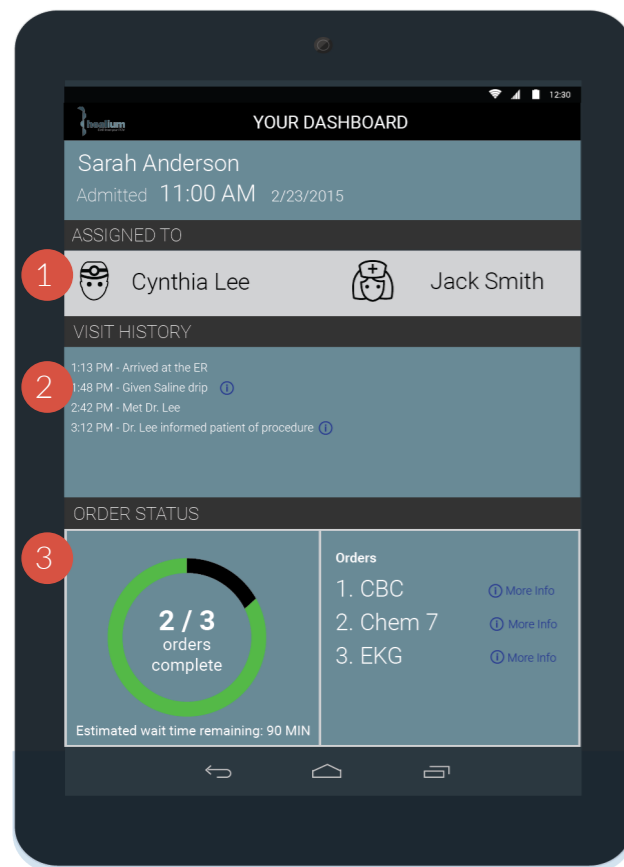 12:30
healium
YOUR DASHBOARD
Sarah Anderson
Admitted 11:00 AM 2/23/2015
ASSIGNED TO
1
Cynthia Lee
Jack Smith
VISIT HISTORY
1:13 PM - Arrived at the ER
2
1:48 PM - Given Saline drip
2:42 PM - Met Dr. Lee
3:12 PM - Dr. Lee informed patient of procedure
ORDER STATUS
3
2 / 3
orders
complete
Estimated wait time remaining: 90 MIN
Orders
1. CBC
More Info
2. Chem 7
More Info
3. EKG
More Info